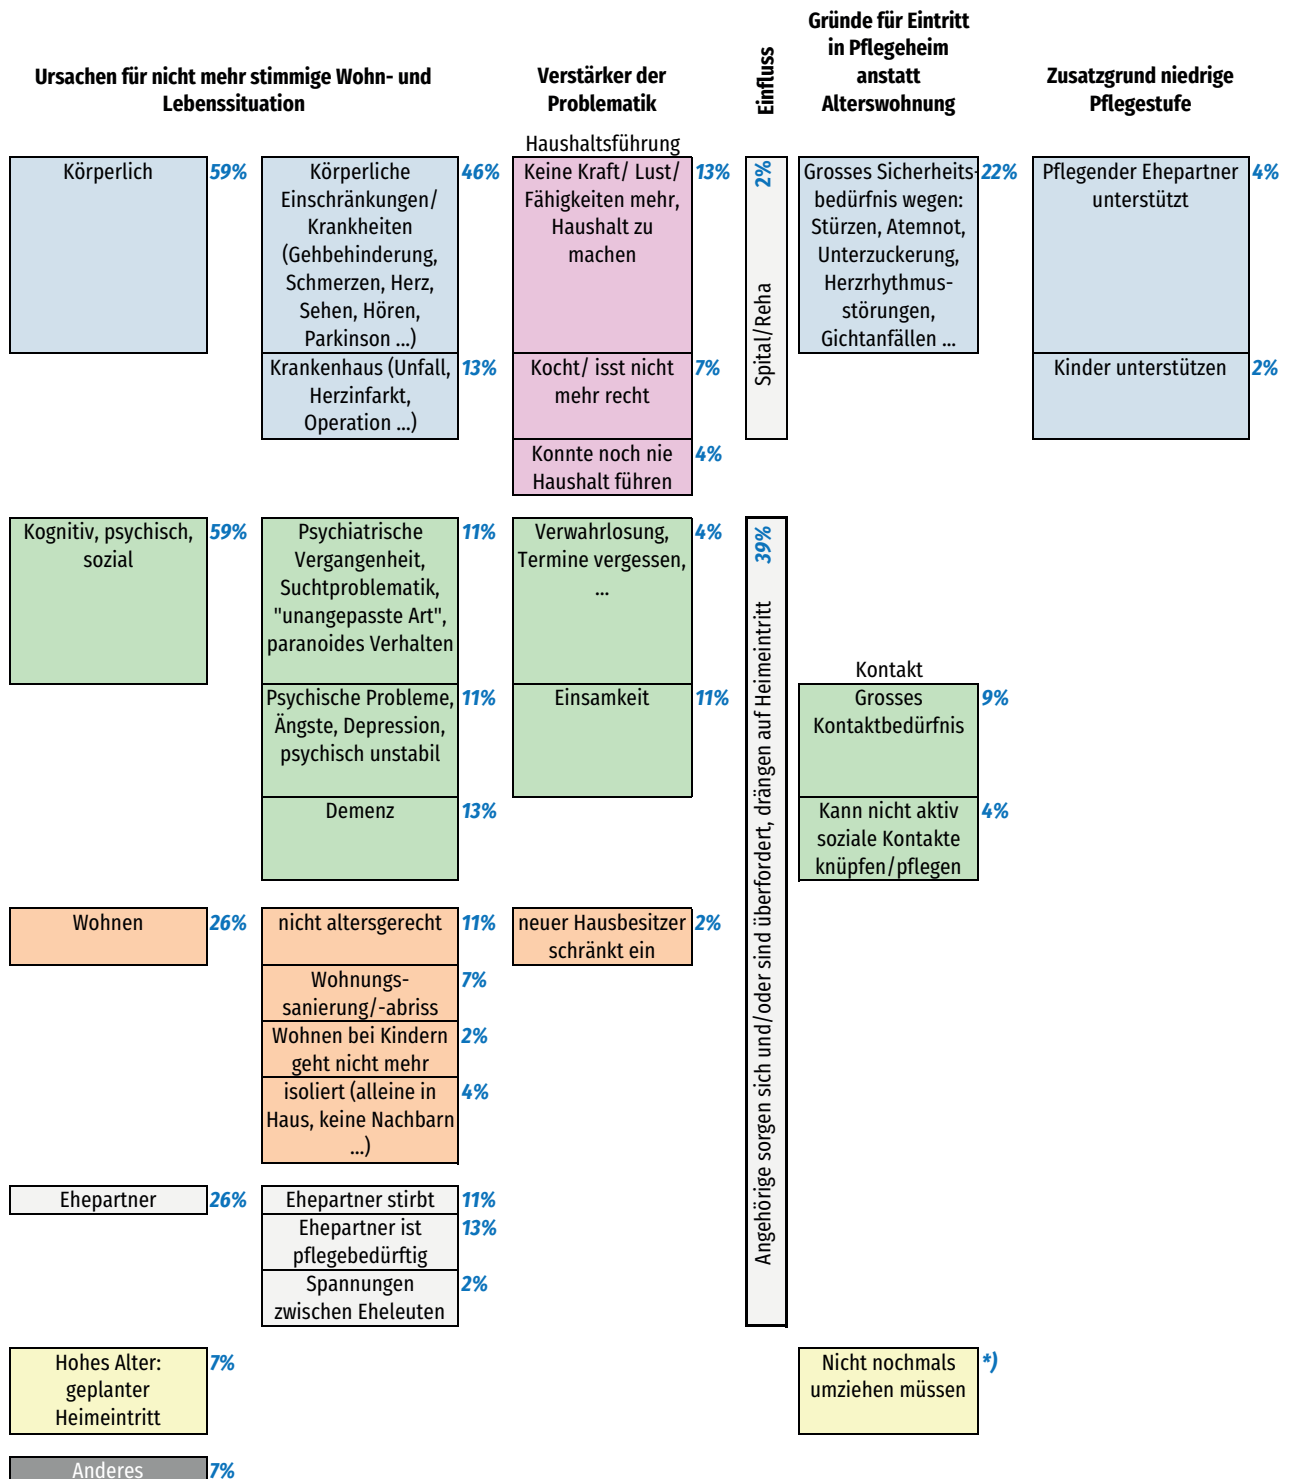 Ursachen für nicht mehr stimmige Wohn- und
Lebenssituation
Verstärker der
Problematik
Einfluss
Gründe für Eintritt
in Pflegeheim
anstatt
Alterswohnung
Zusatzgrund niedrige
Pflegestufe
Haushaltsführung
Körperlich
59%
Körperliche
Einschränkungen/
Krankheiten
(Gehbehinderung,
Schmerzen, Herz,
Sehen, Hören,
Parkinson ...)
46%
Krankenhaus (Unfall,
Herzinfarkt,
Operation ...)
13%
Keine Kraft/ Lust/
Fähigkeiten mehr,
Haushalt zu
machen
13%
Kocht/ isst nicht
mehr recht
7%
Konnte noch nie
Haushalt führen
4%
Spital/Reha 2%
Grosses Sicherheits-
bedürfnis wegen:
Stürzen, Atemnot,
Unterzuckerung,
Herzrhythmus-
störungen,
Gichtanfällen ...
22%
Pflegender Ehepartner
unterstützt
4%
Kinder unterstützen
2%
Kognitiv, psychisch,
sozial
59%
Psychiatrische
Vergangenheit,
Suchtproblematik,
"unangepasste Art",
paranoides Verhalten
11%
Psychische Probleme,
Ängste, Depression,
psychisch unstabil
11%
Demenz
13%
Verwahrlosung,
Termine vergessen,
...
4%
Einsamkeit
11%
Angehörige sorgen sich und/oder sind überfordert, drängen auf Heimeintritt 39%
Kontakt
Grosses
Kontaktbedürfnis
9%
Kann nicht aktiv
soziale Kontakte
knüpfen/pflegen
4%
Wohnen
26%
nicht altersgerecht
11%
Wohnungs-
sanierung/-abriss
7%
Wohnen bei Kindern
geht nicht mehr
2%
isoliert (alleine in
Haus, keine Nachbarn
...)
4%
neuer Hausbesitzer
schränkt ein
2%
Ehepartner
26%
Ehepartner stirbt
11%
Ehepartner ist
pflegebedürftig
13%
Spannungen
zwischen Eheleuten
2%
Hohes Alter:
geplanter
Heimeintritt
7%
Nicht nochmals
umziehen müssen
*)
Anderes
7%